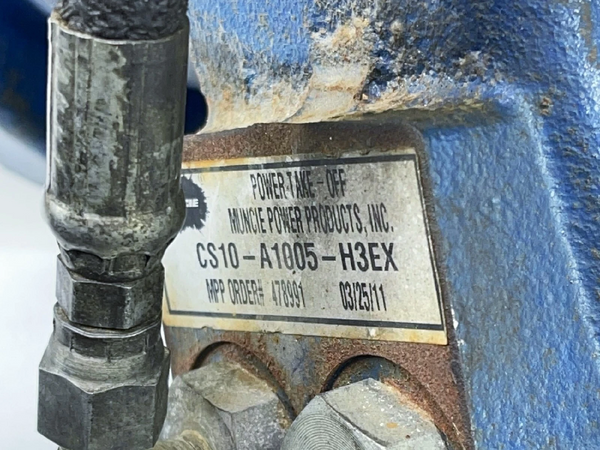 POWER-TAKE-OFF
MUNCIE POWER PRODUCTS, INC.
CS10-A1005-H3EX
MPP ORDER# 478991 03/25/11